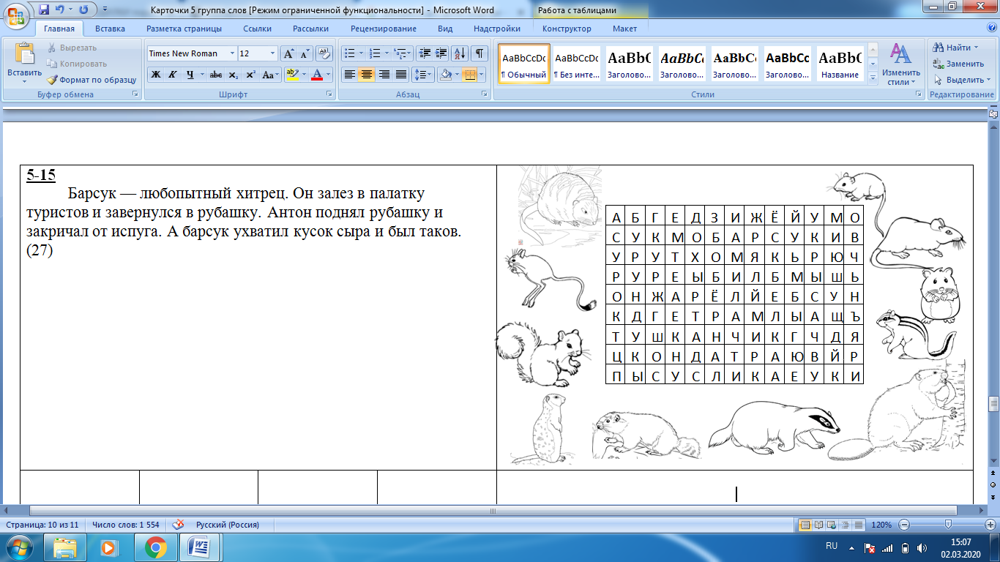 Карточки 5 группа слов [Режим ограниченной функциональности] - Microsoft Word
Работа с таблицами
Главная Вставка Разметка страницы Ссылки Рассылки Рецензирование Вид Надстройки Конструктор Макет
Вставить
Вырезать
Копировать
Формат по образцу
Буфер обмена
Times New Roman 12
Ж К Ч abc x₂ x² Aa
Шрифт
Абзац
AaBbCcDc AaBbCcDc AaBbC AaBbCc AaBbCc AaBbCc AaBbC
¶ Обычный ¶ Без инте... Заголово... Заголово... Заголово... Заголово... Название
Изменить стили
Стили
Найти
Заменить
Выделить
Редактирование
5-15
Барсук — любопытный хитрец. Он залез в палатку
туристов и завернулся в рубашку. Антон поднял рубашку и
закричал от испуга. А барсук ухватил кусок сыра и был таков.
(27)
А Б Г Е Д З И Ж Ё Й У М О
С У К М О Б А Р С У К И В
У Р У Т Х О М Я К Ь Р Ю Ч
Р У Р Е Ы Б И Л Б М Ы Ш Ь
О Н Ж А Р Ё Л Й Е Б С У Н
К Д Г Е Т Р А М Л Ы А Щ Ъ
Т У Ш К А Н Ч И К Г Ч Д Я
Ц К О Н Д А Т Р А Ю В Й Р
П Ы С У С Л И К А Е У К И
Страница: 10 из 11 Число слов: 1 554 Русский (Россия) 120%
RU
15:07
02.03.2020